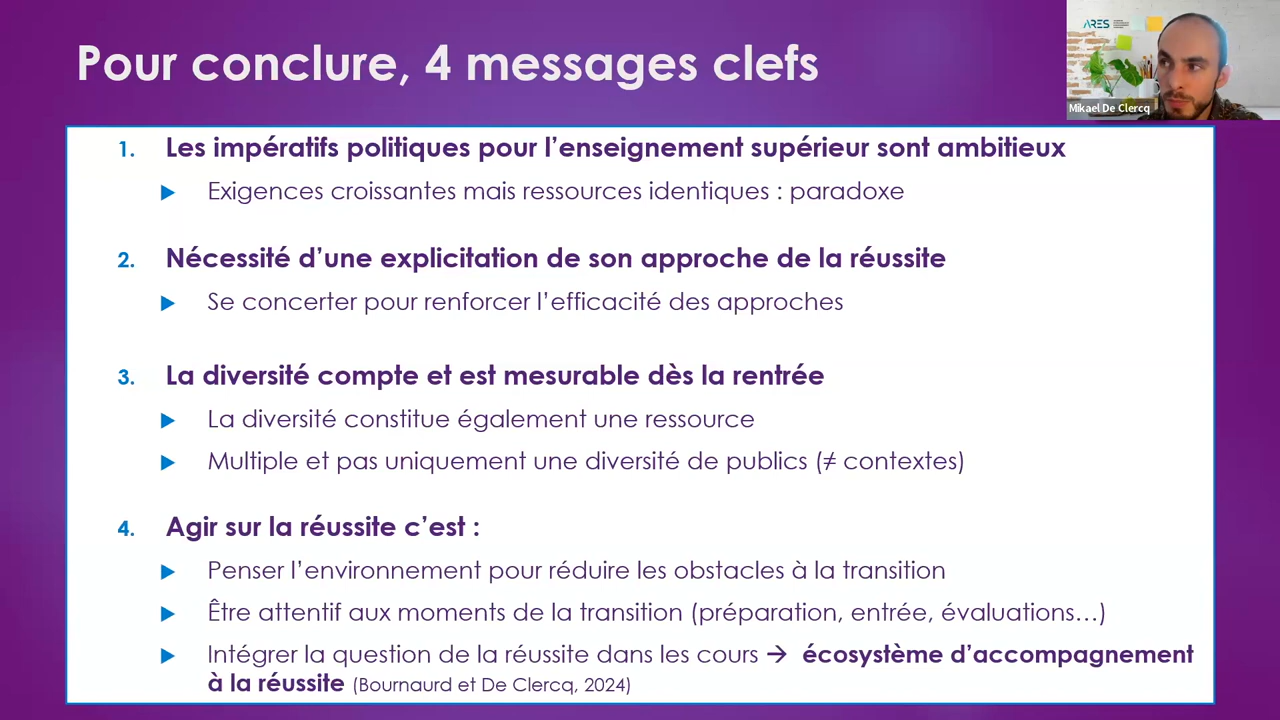 Pour conclure, 4 messages clefs
ARES
Mikael De Clercq
1. Les impératifs politiques pour l’enseignement supérieur sont ambitieux
Exigences croissantes mais ressources identiques : paradoxe
2. Nécessité d’une explicitation de son approche de la réussite
Se concerter pour renforcer l’efficacité des approches
3. La diversité compte et est mesurable dès la rentrée
La diversité constitue également une ressource
Multiple et pas uniquement une diversité de publics (≠ contextes)
4. Agir sur la réussite c’est :
Penser l’environnement pour réduire les obstacles à la transition
Être attentif aux moments de la transition (préparation, entrée, évaluations…)
Intégrer la question de la réussite dans les cours → écosystème d’accompagnement
à la réussite (Bournaurd et De Clercq, 2024)